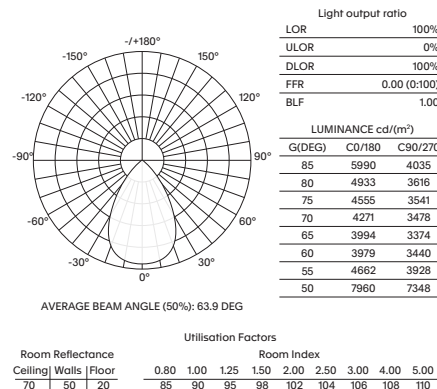 -/+180°
-150° 150°
-120° 120°
-90° 90°
-60° 60°
-30° 30°
0°
AVERAGE BEAM ANGLE (50%): 63.9 DEG
Light output ratio
LOR 100%
ULOR 0%
DLOR 100%
FFR 0.00 (0:100)
BLF 1.00
LUMINANCE cd/(m²)
G(DEG) C0/180 C90/270
85 5990 4035
80 4933 3616
75 4555 3541
70 4271 3478
65 3994 3374
60 3979 3440
55 4662 3928
50 7960 7348
Utilisation Factors
Room Reflectance Room Index
Ceiling Walls Floor 0.80 1.00 1.25 1.50 2.00 2.50 3.00 4.00 5.00
70 50 20 85 90 95 98 102 104 106 108 110